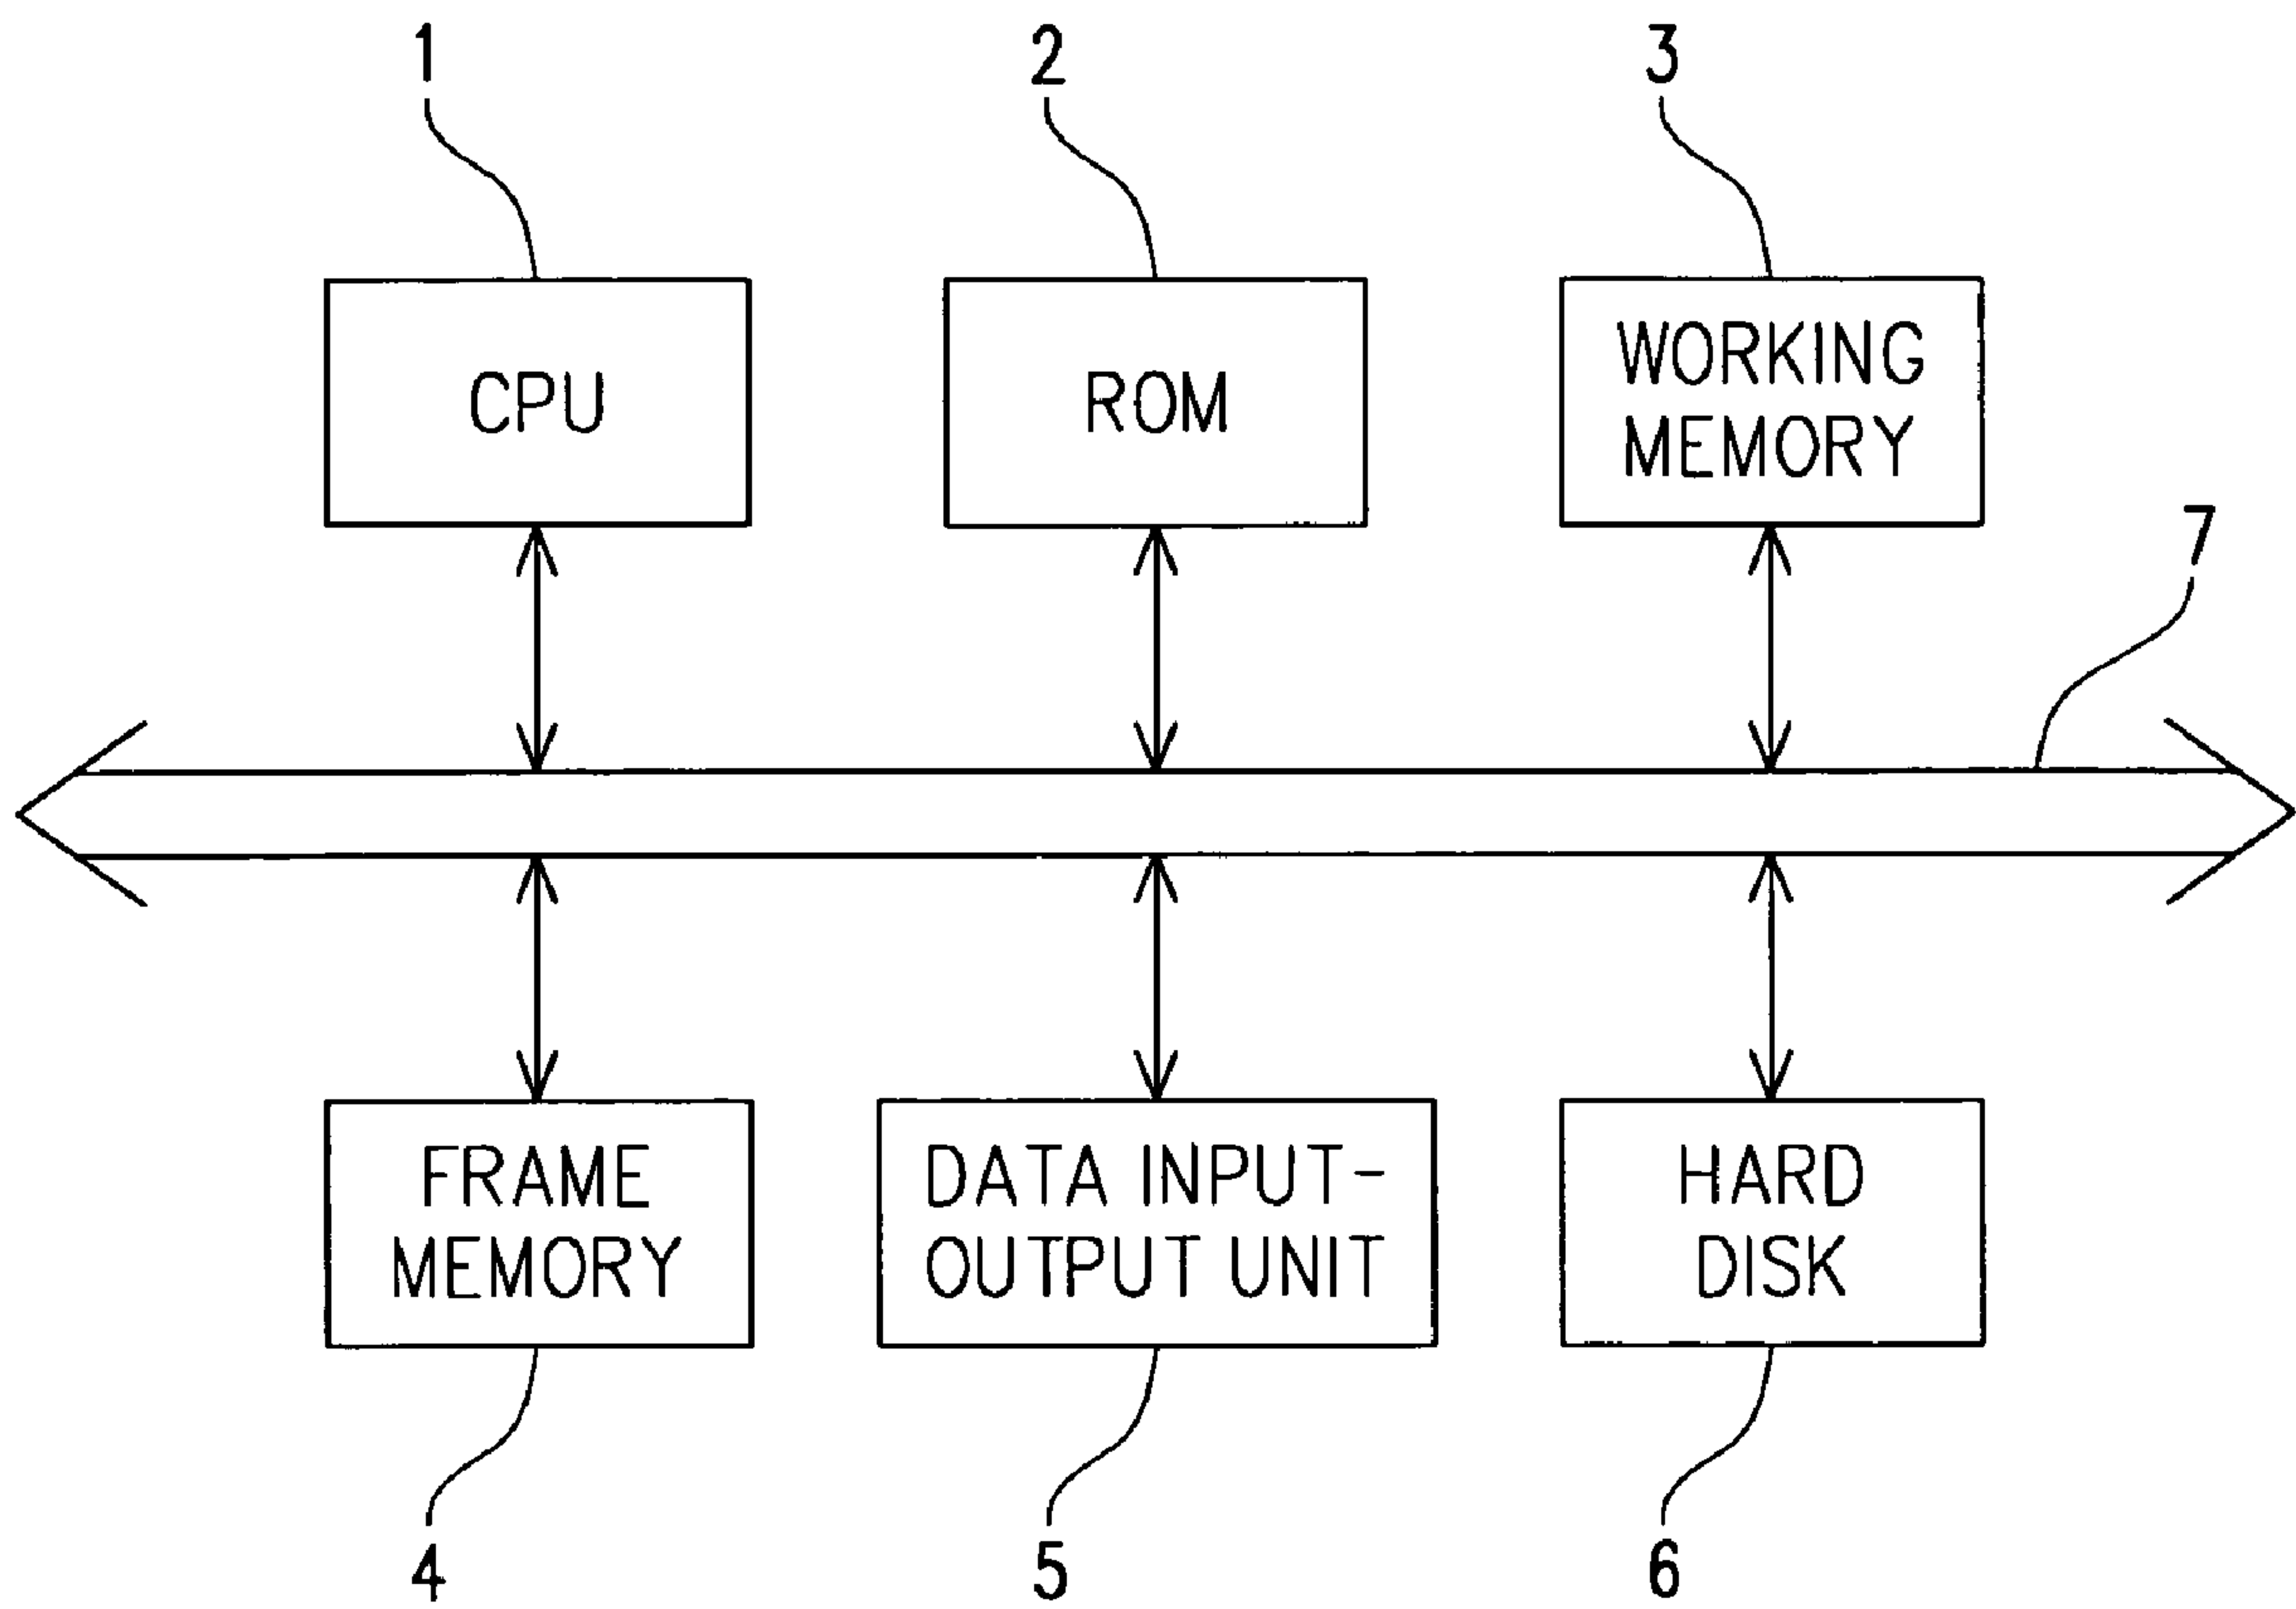 1
2
3
CPU
ROM
WORKING
MEMORY
7
FRAME
MEMORY
DATA INPUT-
OUTPUT UNIT
HARD
DISK
4
5
6